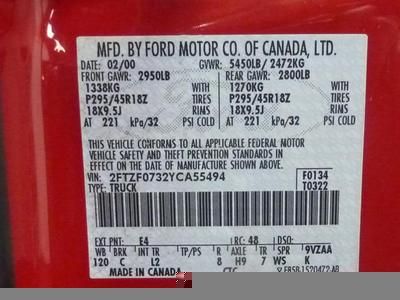 MFD. BY FORD MOTOR CO. OF CANADA, LTD.
DATE: 02/00 GVWR: 5450LB/ 2472KG
FRONT GAWR: 2950LB REAR GAWR: 2800LB
1338KG WITH 1270KG WITH
P295/45R18Z TIRES P295/45R18Z TIRES
18X9.5J RIMS 18X9.5J RIMS
AT 221 kPa/32 PSI COLD AT 221 kPa/32 PSI COLD
THIS VEHICLE CONFORMS TO ALL APPLICABLE FEDERAL MOTOR
VEHICLE SAFETY AND THEFT PREVENTION STANDARDS IN
EFFECT ON THE DATE OF MANUFACTURE SHOWN ABOVE.
VIN: 2FTZF0732YCA55494 F0134
TYPE: TRUCK T0322
EXT PNT: E4 RC: 48 DSO:
WB BRK INT TR TP/PS R AXLE TR SPR 9VZAA
120 C L2 8 H9 7 WS K
MADE IN CANADA